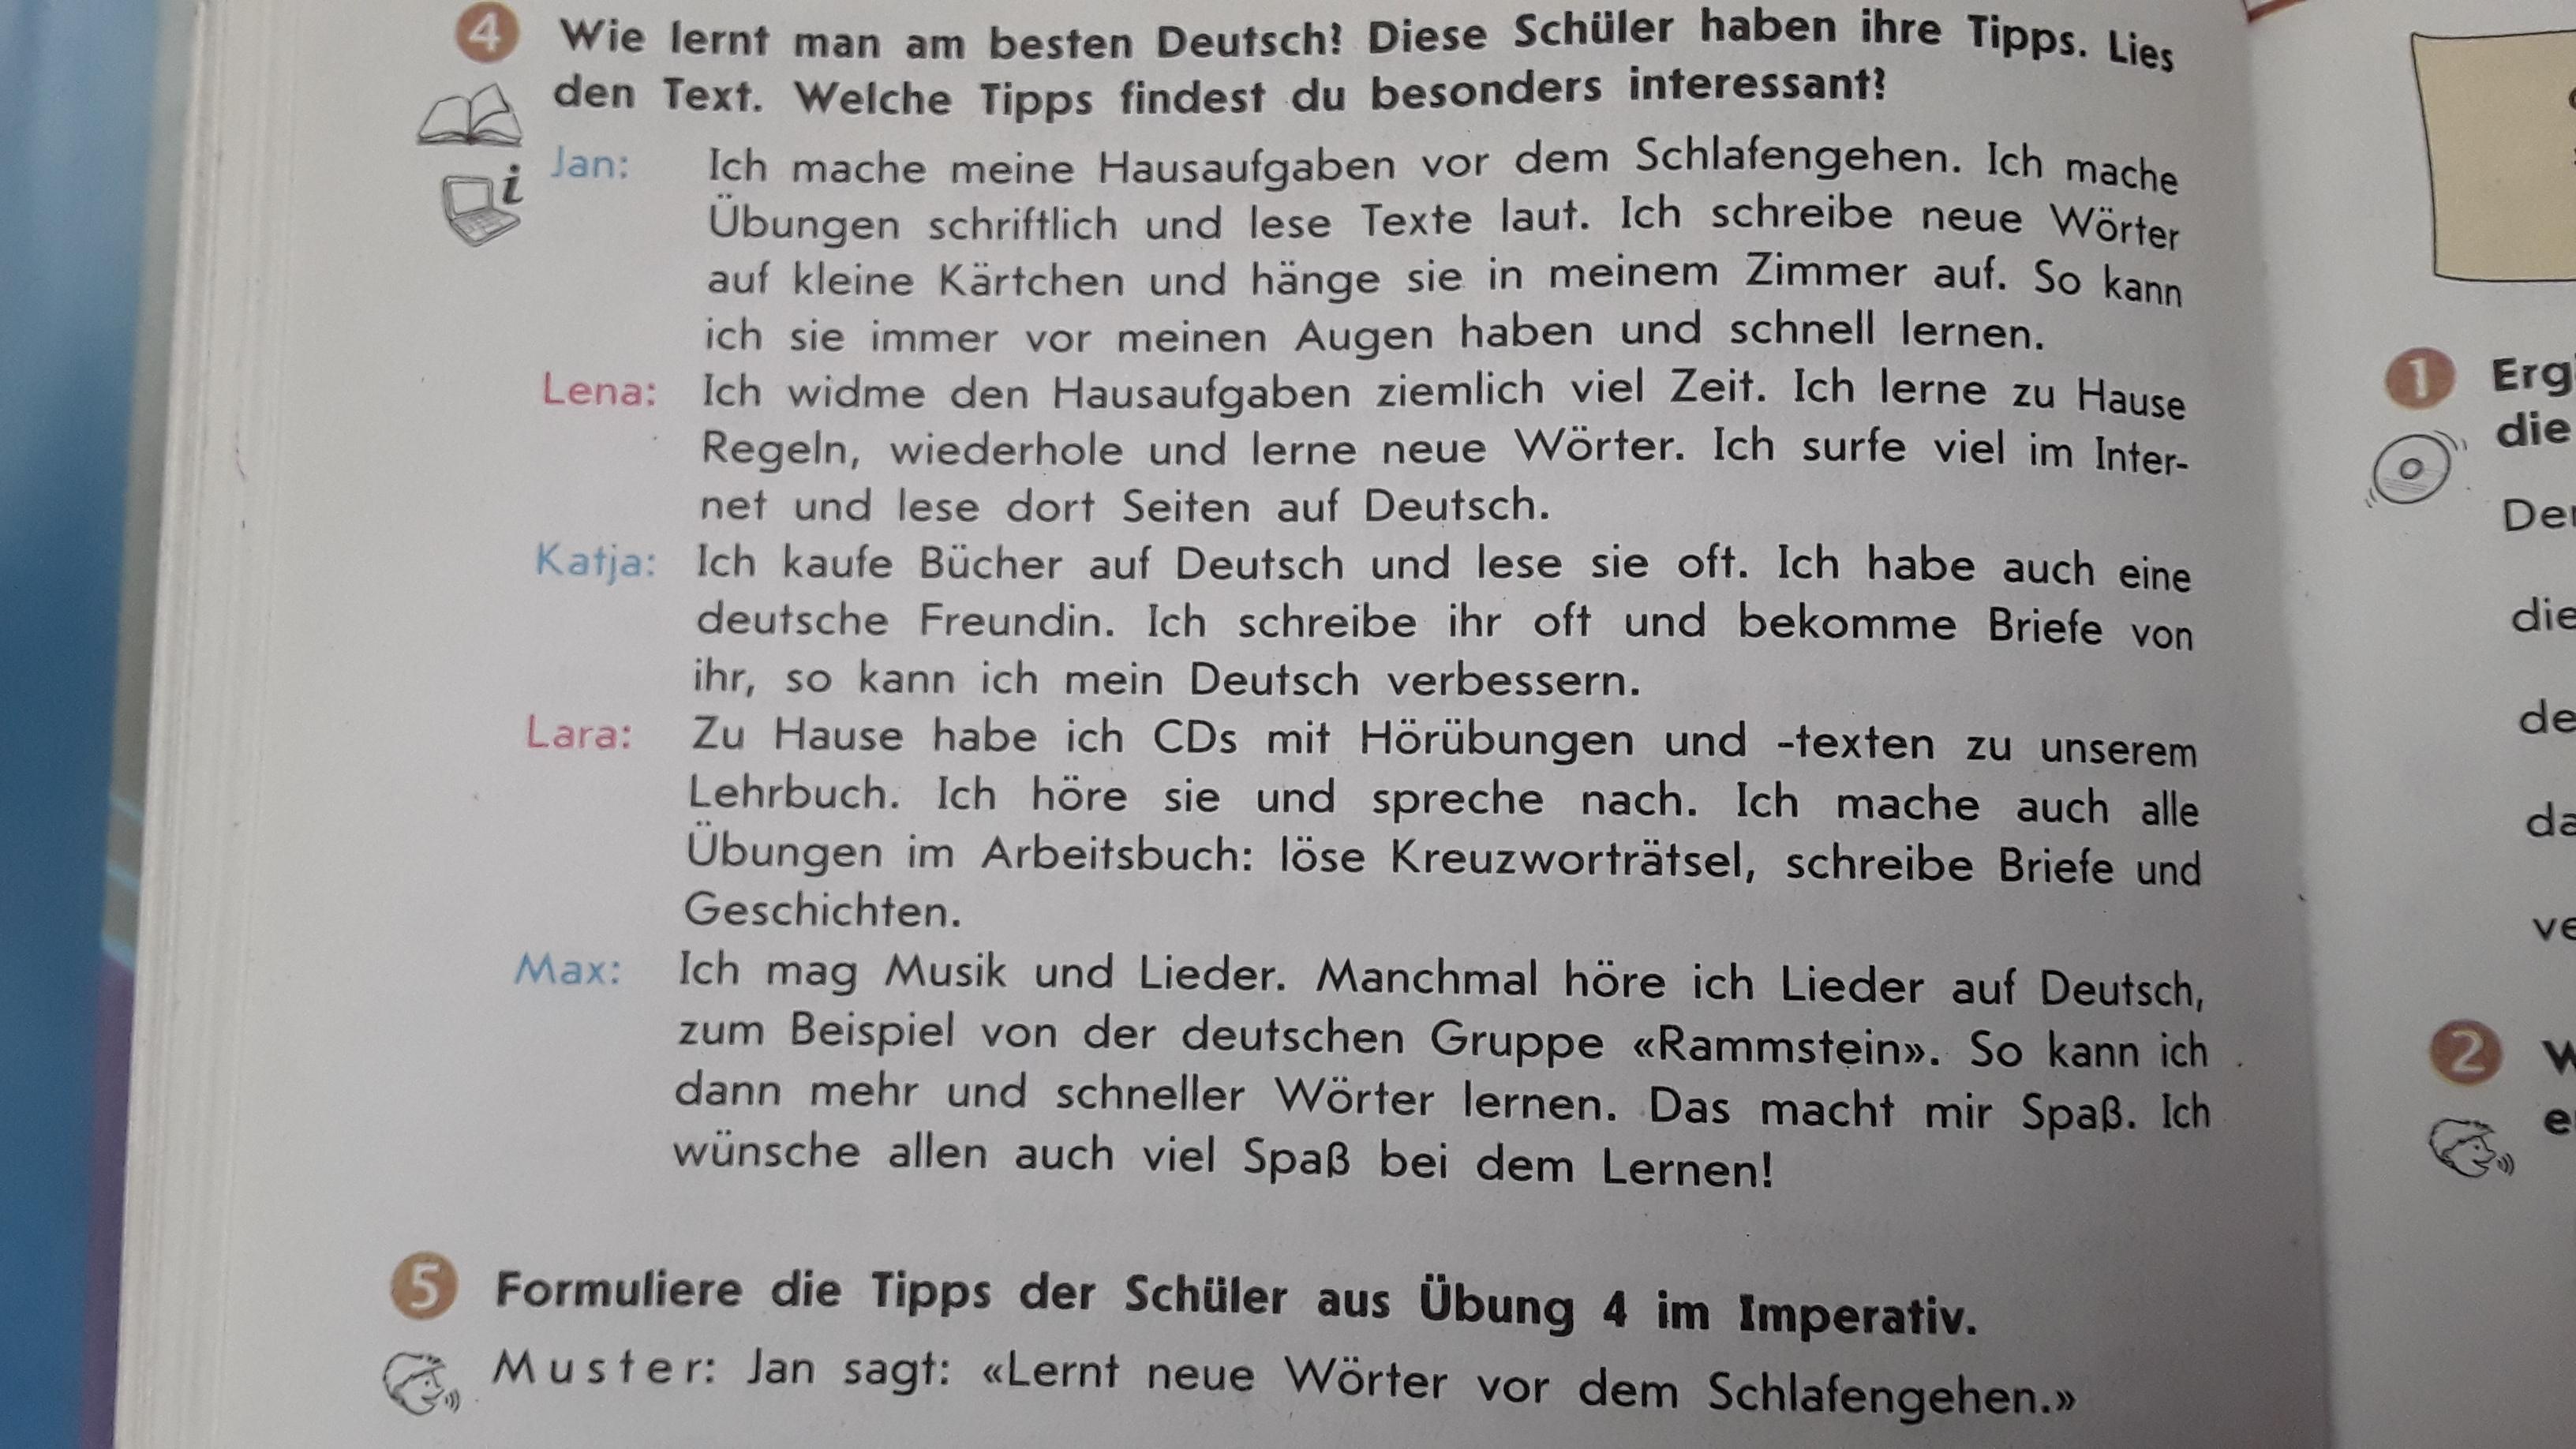 4 Wie lernt man am besten Deutsch? Diese Schüler haben ihre Tipps. Lies
den Text. Welche Tipps findest du besonders interessant?
Jan: Ich mache meine Hausaufgaben vor dem Schlafengehen. Ich mache
Übungen schriftlich und lese Texte laut. Ich schreibe neue Wörter
auf kleine Kärtchen und hänge sie in meinem Zimmer auf. So kann
ich sie immer vor meinen Augen haben und schnell lernen.
Lena: Ich widme den Hausaufgaben ziemlich viel Zeit. Ich lerne zu Hause
Regeln, wiederhole und lerne neue Wörter. Ich surfe viel im Inter-
net und lese dort Seiten auf Deutsch.
Katja: Ich kaufe Bücher auf Deutsch und lese sie oft. Ich habe auch eine
deutsche Freundin. Ich schreibe ihr oft und bekomme Briefe von
ihr, so kann ich mein Deutsch verbessern.
Lara: Zu Hause habe ich CDs mit Hörübungen und -texten zu unserem
Lehrbuch. Ich höre sie und spreche nach. Ich mache auch alle
Übungen im Arbeitsbuch: löse Kreuzworträtsel, schreibe Briefe und
Geschichten.
Max: Ich mag Musik und Lieder. Manchmal höre ich Lieder auf Deutsch,
zum Beispiel von der deutschen Gruppe «Rammstein». So kann ich
dann mehr und schneller Wörter lernen. Das macht mir Spaß. Ich
wünsche allen auch viel Spaß bei dem Lernen!
5 Formuliere die Tipps der Schüler aus Übung 4 im Imperativ.
Muster: Jan sagt: «Lernt neue Wörter vor dem Schlafengehen.»
1 Erg
die
die
de
da
ve
2